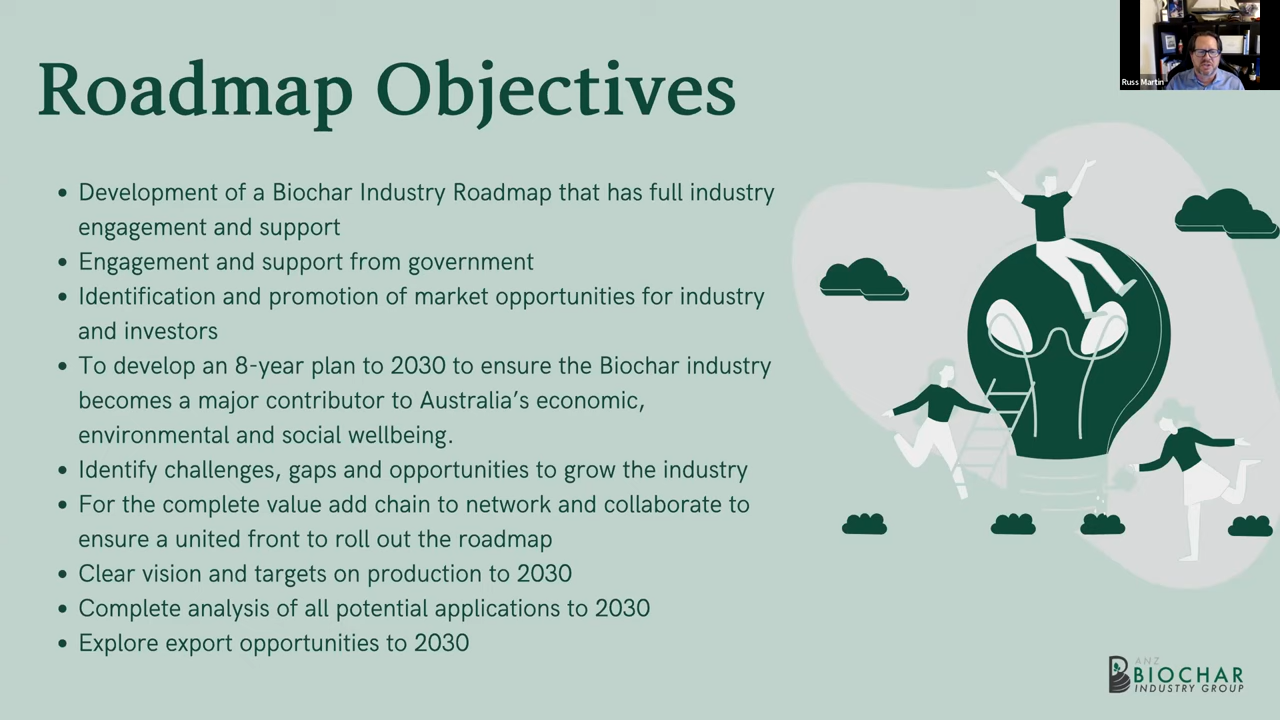 Russ Martin
Roadmap Objectives
• Development of a Biochar Industry Roadmap that has full industry
engagement and support
• Engagement and support from government
• Identification and promotion of market opportunities for industry
and investors
• To develop an 8-year plan to 2030 to ensure the Biochar industry
becomes a major contributor to Australia’s economic,
environmental and social wellbeing.
• Identify challenges, gaps and opportunities to grow the industry
• For the complete value add chain to network and collaborate to
ensure a united front to roll out the roadmap
• Clear vision and targets on production to 2030
• Complete analysis of all potential applications to 2030
• Explore export opportunities to 2030
ANZ
BIOCHAR
INDUSTRY GROUP